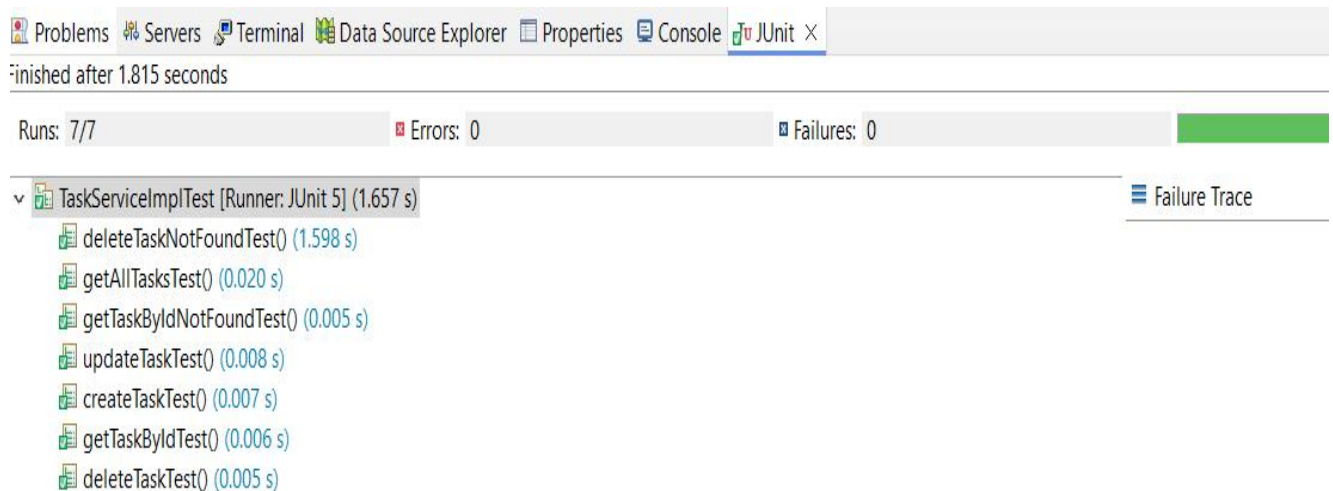 Problems Servers Terminal Data Source Explorer Properties Console JUnit
Finished after 1.815 seconds
Runs: 7/7 Errors: 0 Failures: 0
TaskServiceImplTest [Runner: JUnit 5] (1.657 s)
Failure Trace
deleteTaskNotFoundTest() (1.598 s)
getAllTasksTest() (0.020 s)
getTaskByIdNotFoundTest() (0.005 s)
updateTaskTest() (0.008 s)
createTaskTest() (0.007 s)
getTaskByIdTest() (0.006 s)
deleteTaskTest() (0.005 s)